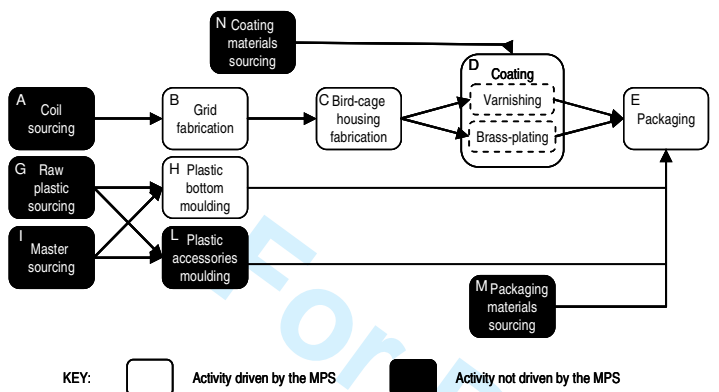 N Coating
materials
sourcing
D
Coating
Varnishing
Brass-plating
A Coil
sourcing
B Grid
fabrication
C Bird-cage
housing
fabrication
E
Packaging
G Raw
plastic
sourcing
H Plastic
bottom
moulding
I
Master
sourcing
L Plastic
accessories
moulding
M Packaging
materials
sourcing
KEY:
Activity driven by the MPS
Activity not driven by the MPS
For